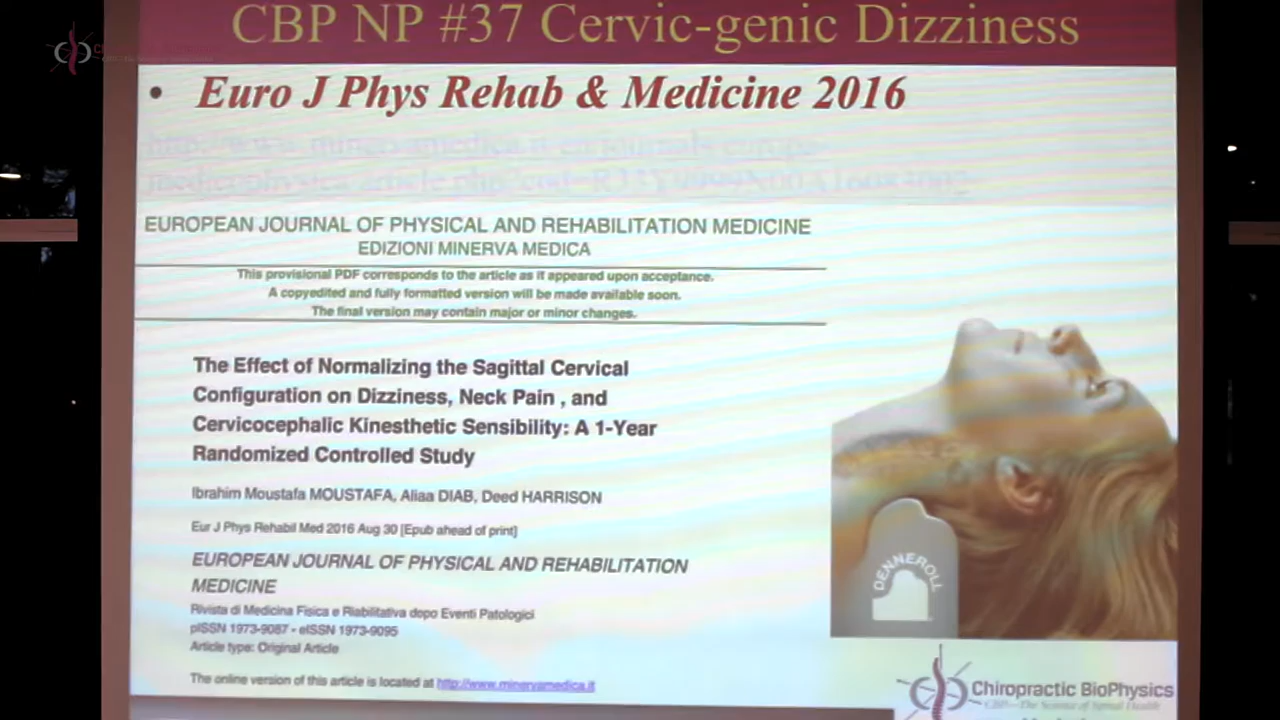 CBP NP #37 Cervic-genic Dizziness
• Euro J Phys Rehab & Medicine 2016
EUROPEAN JOURNAL OF PHYSICAL AND REHABILITATION MEDICINE
EDIZIONI MINERVA MEDICA
This provisional PDF corresponds to the article as it appeared upon acceptance.
A copyedited and fully formatted version will be made available soon.
The final version may contain major or minor changes.
The Effect of Normalizing the Sagittal Cervical
Configuration on Dizziness, Neck Pain , and
Cervicocephalic Kinesthetic Sensibility: A 1-Year
Randomized Controlled Study
Ibrahim Moustafa MOUSTAFA, Aliaa DIAB, Deed HARRISON
Eur J Phys Rehabil Med 2016 Aug 30 [Epub ahead of print]
EUROPEAN JOURNAL OF PHYSICAL AND REHABILITATION
MEDICINE
Rivista di Medicina Fisica e Riabilitativa dopo Eventi Patologici
pISSN 1973-9087 - eISSN 1973-9095
Article type: Original Article
The online version of this article is located at http://www.minervamedica.it
DENNEROLL
Chiropractic BioPhysics
CBP—The Science of Spinal Health